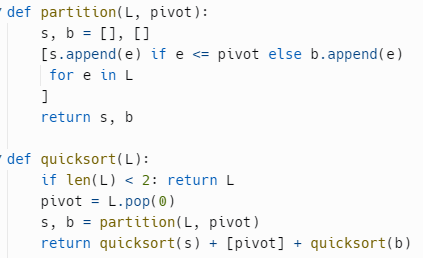 def partition(L, pivot):
    s, b = [], []
    [s.append(e) if e <= pivot else b.append(e)
     for e in L
    ]
    return s, b

def quicksort(L):
    if len(L) < 2: return L
    pivot = L.pop(0)
    s, b = partition(L, pivot)
    return quicksort(s) + [pivot] + quicksort(b)